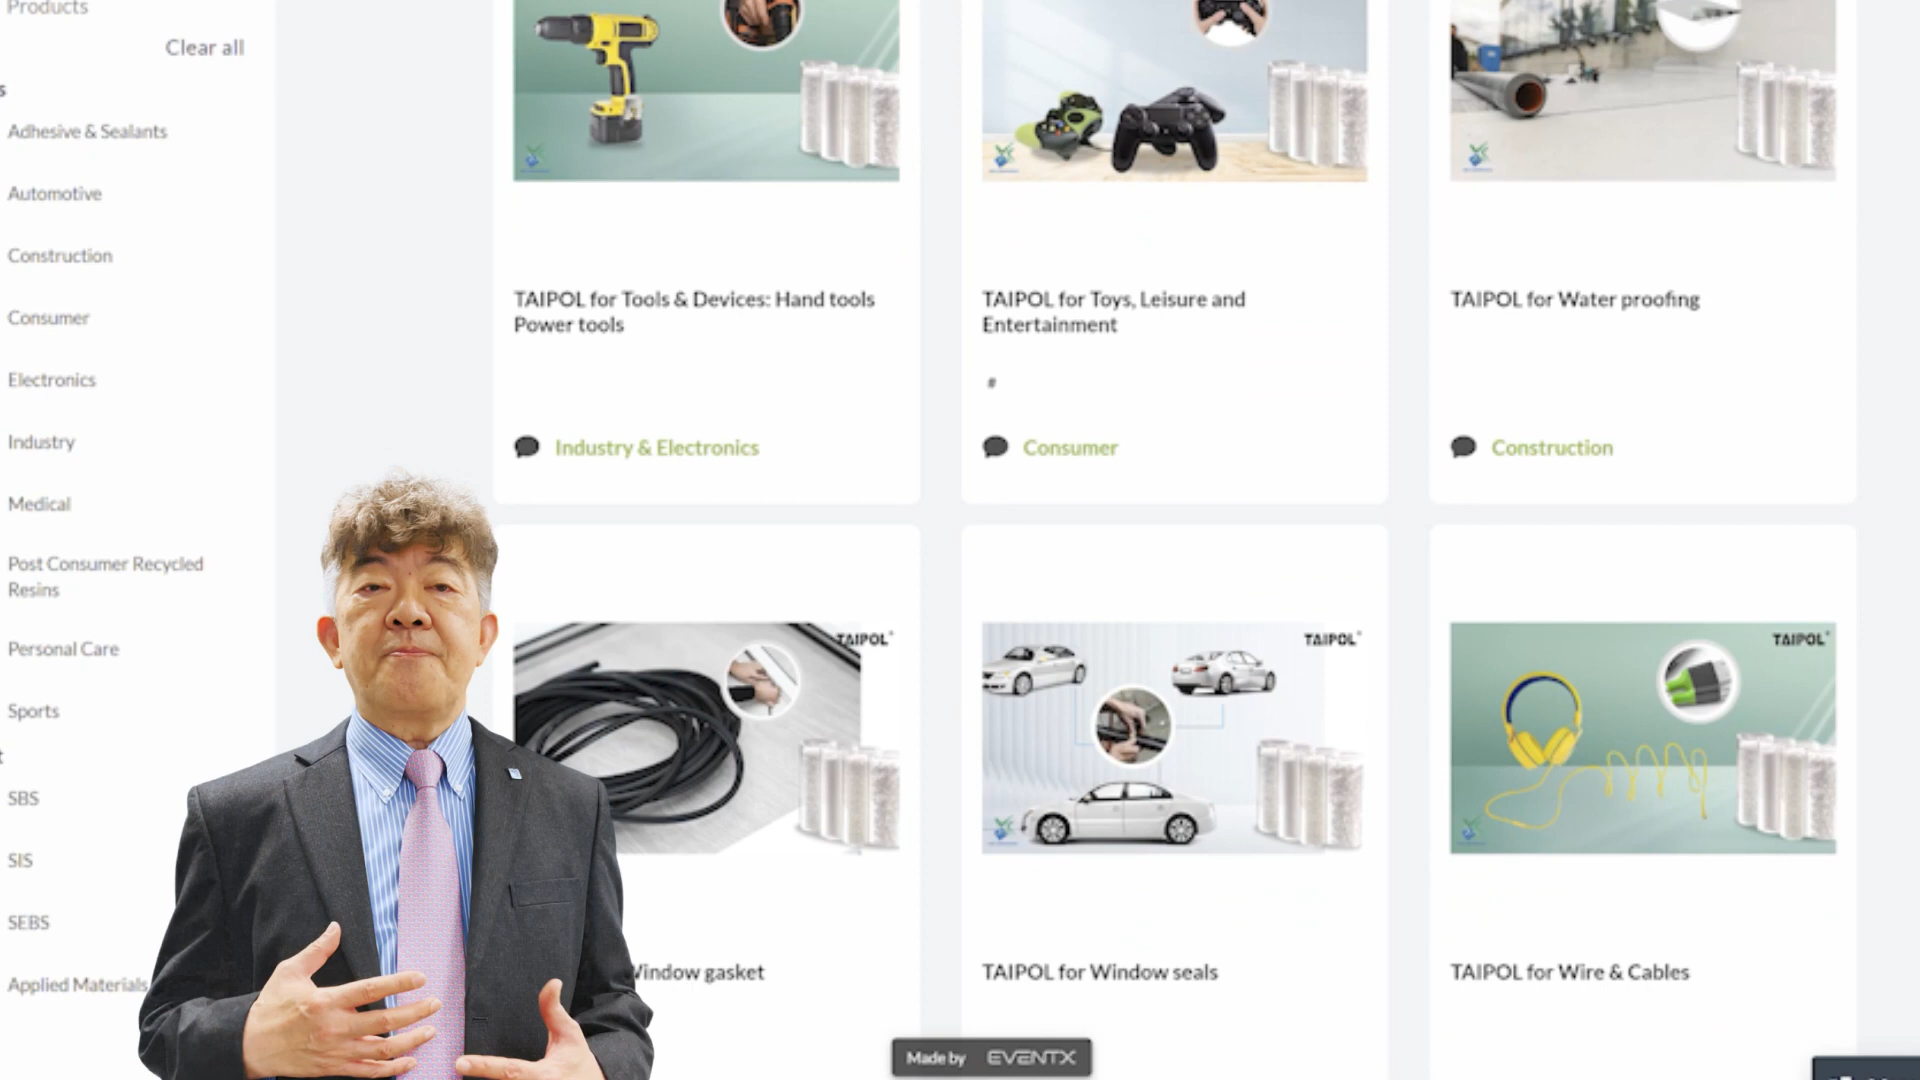 Products
Clear all
s
Adhesive & Sealants
Automotive
Construction
Consumer
Electronics
Industry
Medical
Post Consumer Recycled
Resins
Personal Care
Sports
t
SBS
SIS
SEBS
Applied Materials
TAIPOL for Tools & Devices: Hand tools
Power tools
Industry & Electronics
TAIPOL for Toys, Leisure and
Entertainment
#
Consumer
TAIPOL for Water proofing
Construction
TAIPOL
Window gasket
TAIPOL
TAIPOL for Window seals
TAIPOL
TAIPOL for Wire & Cables
Made by EVENTX